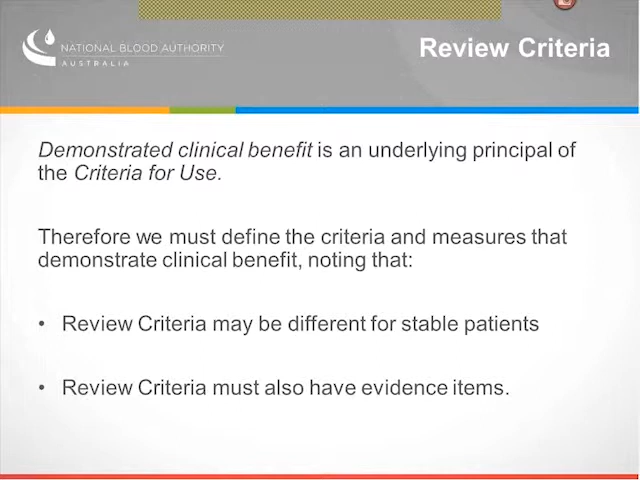 NATIONAL BLOOD AUTHORITY
AUSTRALIA
Review Criteria
Demonstrated clinical benefit is an underlying principal of
the Criteria for Use.
Therefore we must define the criteria and measures that
demonstrate clinical benefit, noting that:
• Review Criteria may be different for stable patients
• Review Criteria must also have evidence items.